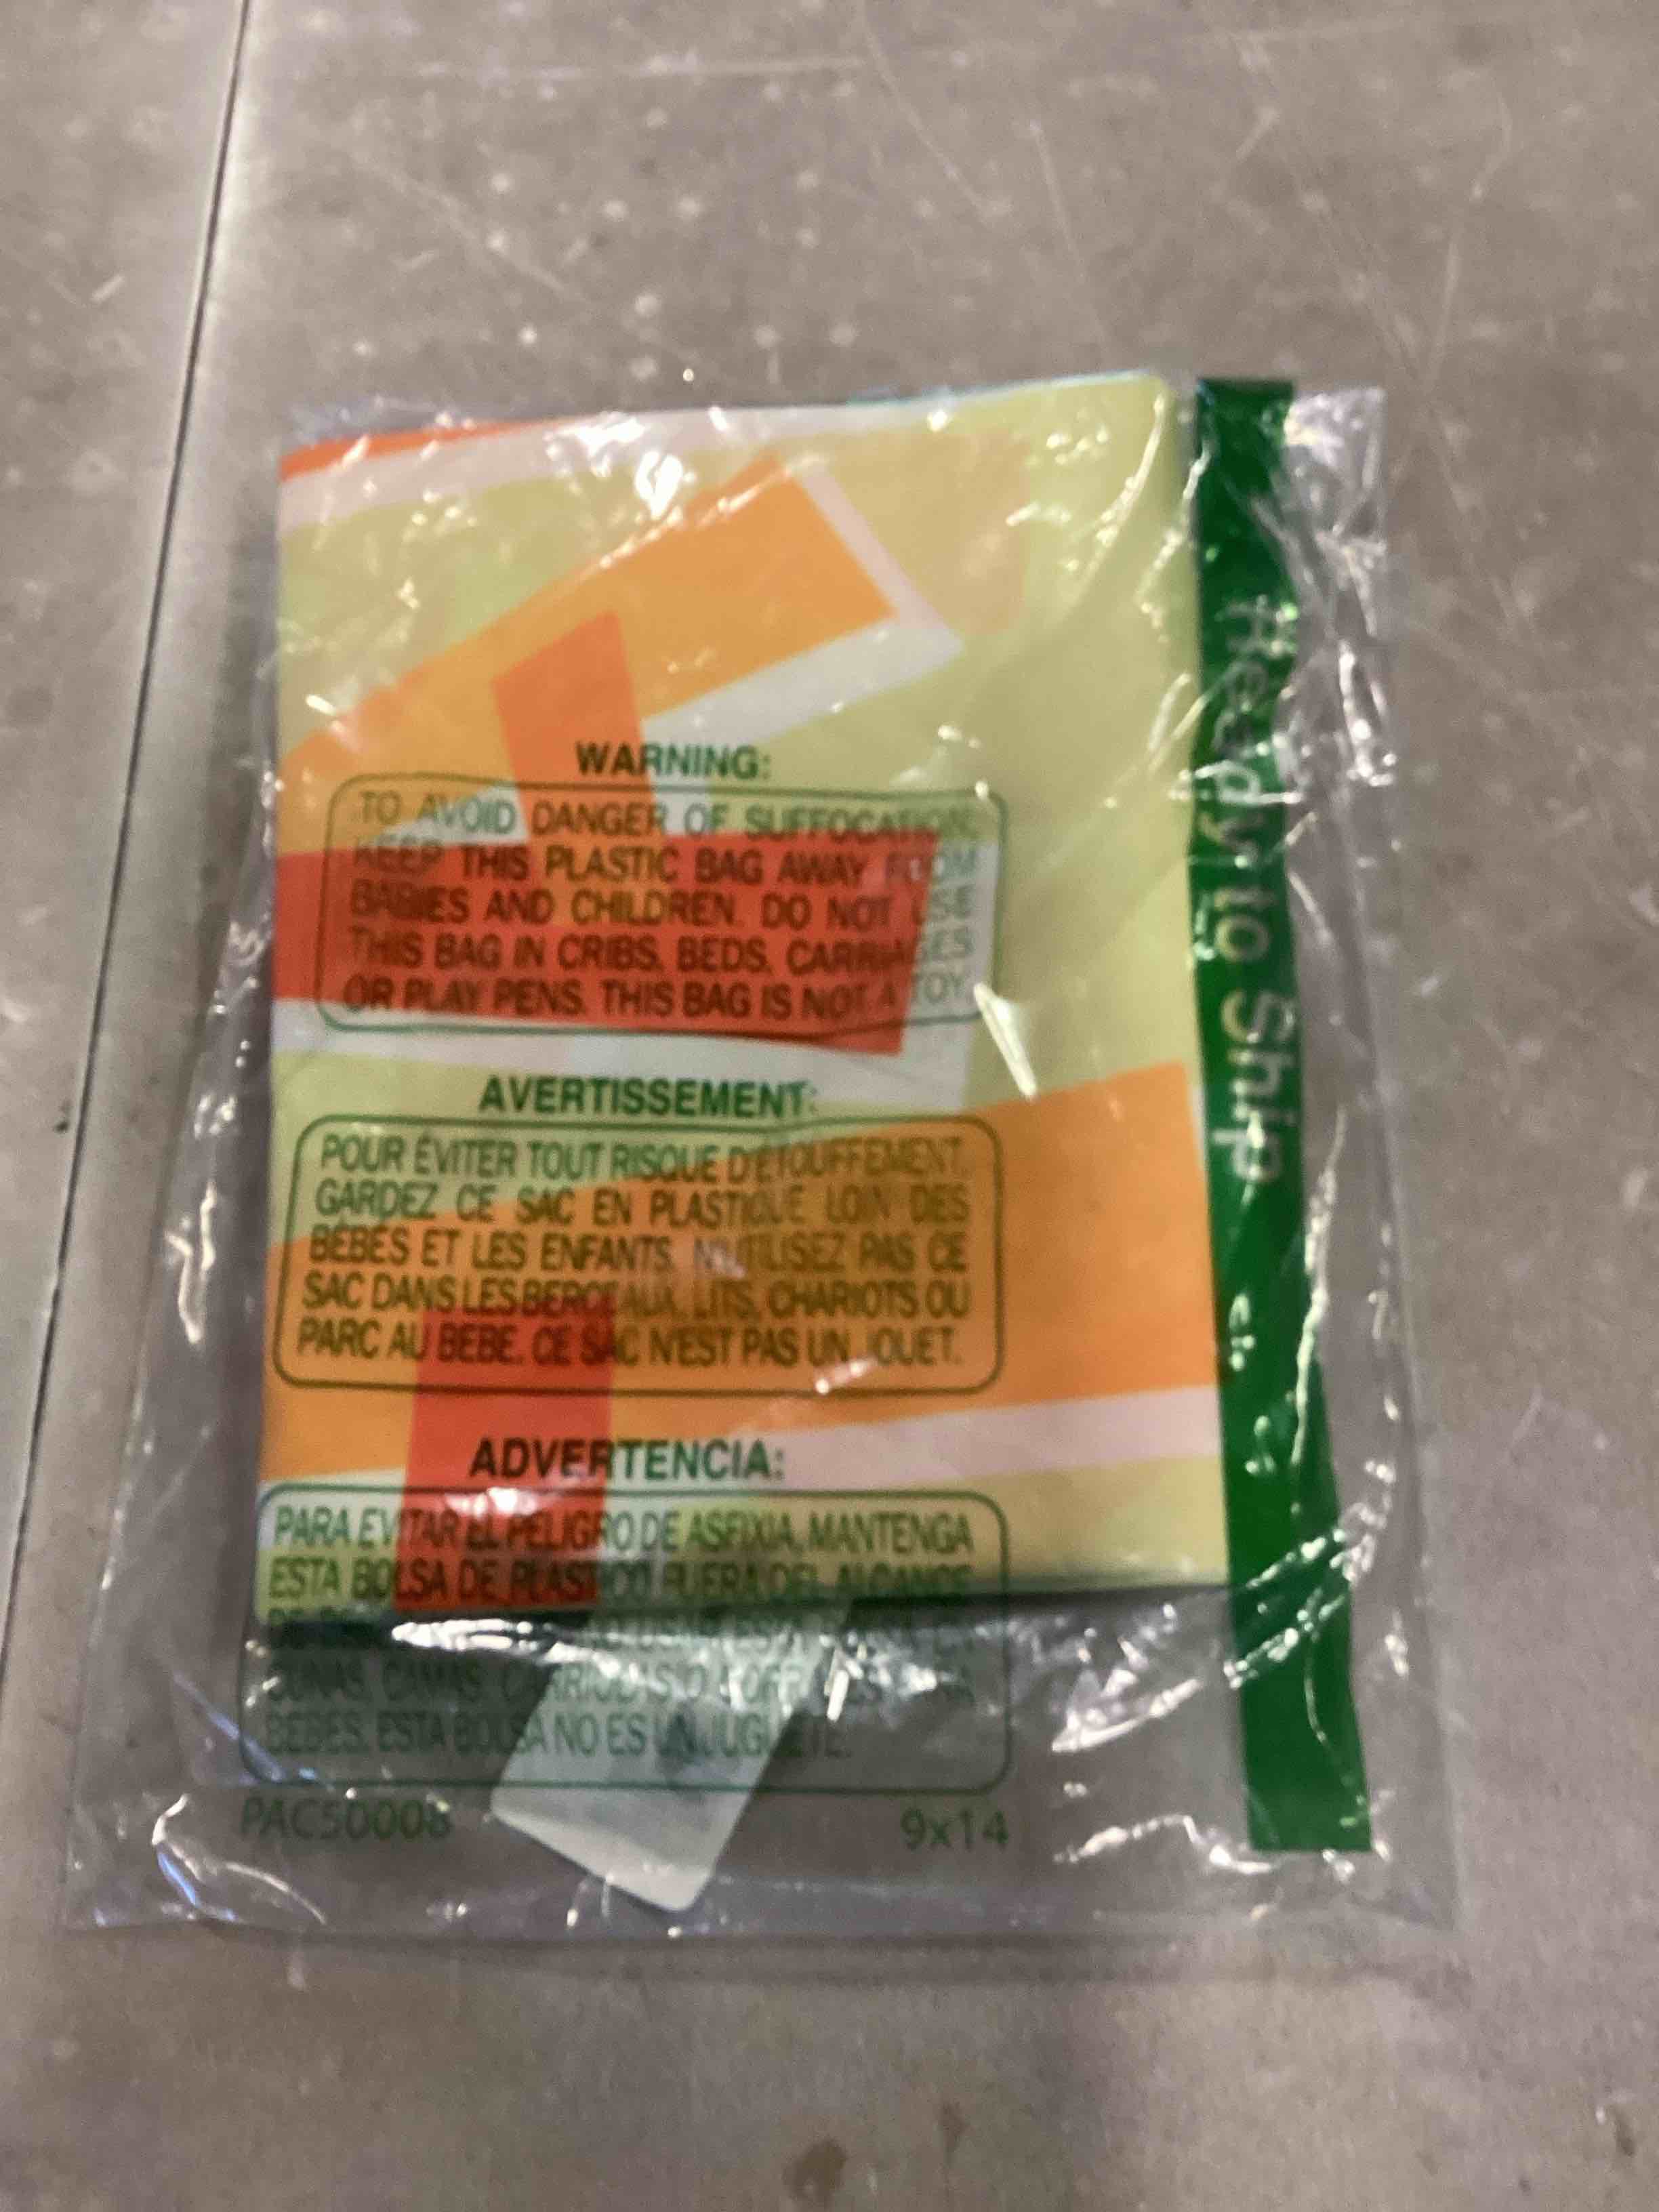 WARNING:
TO AVOID DANGER OF SUFFOCATION,
KEEP THIS PLASTIC BAG AWAY FROM
BABIES AND CHILDREN. DO NOT USE
THIS BAG IN CRIBS, BEDS, CARRIAGES
OR PLAY PENS. THIS BAG IS NOT A TOY.
AVERTISSEMENT:
POUR ÉVITER TOUT RISQUE D'ÉTOUFFEMENT,
GARDEZ CE SAC EN PLASTIQUE LOIN DES
BÉBÉS ET LES ENFANTS. N'UTILISEZ PAS CE
SAC DANS LES BERCEAUX, LITS, CHARIOTS OU
PARC AU BEBE. CE SAC N'EST PAS UN JOUET.
ADVERTENCIA:
PARA EVITAR EL PELIGRO DE ASFIXIA, MANTENGA
ESTA BOLSA DE PLASTICO FUERA DEL ALCANCE
CUNAS, CAMAS,
BEBES. ESTA BOLSA NO ES UN JUGUETE.
PACS0008
9x14
Ready to Ship